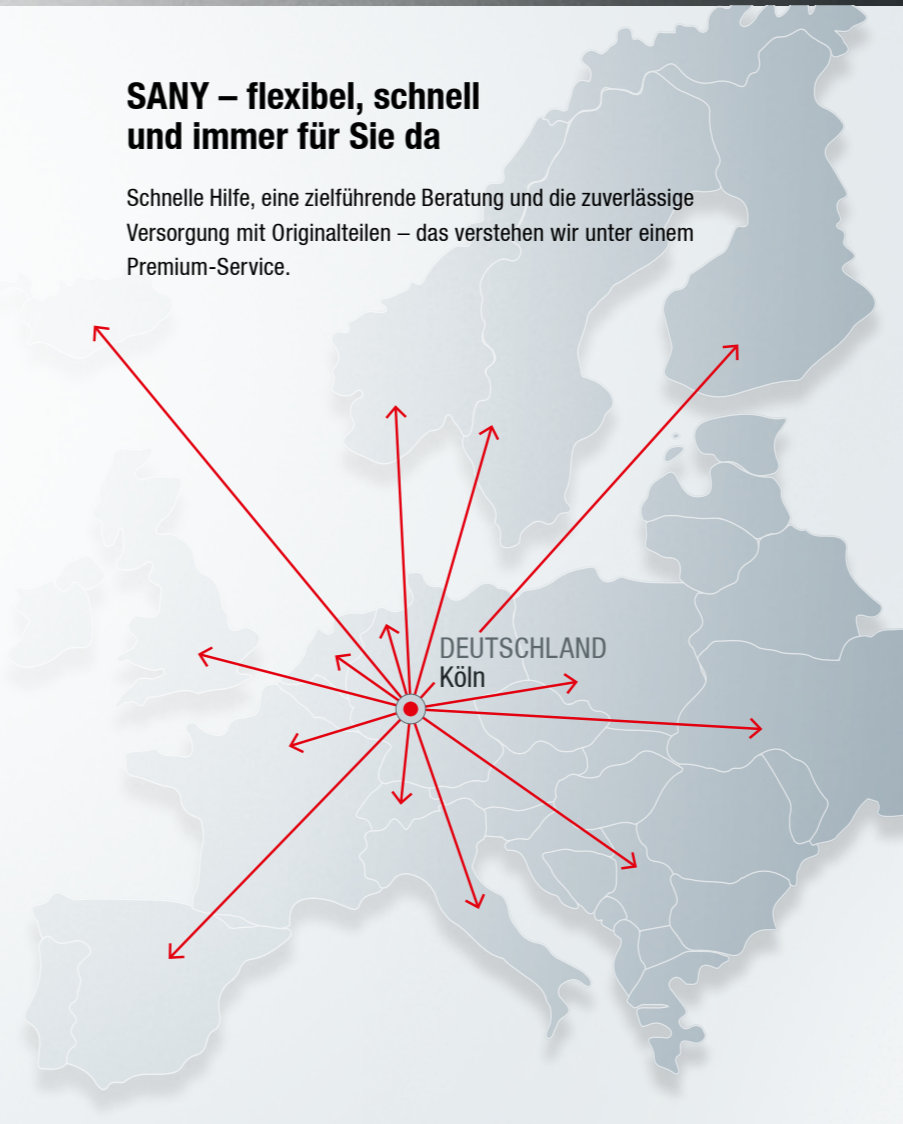 SANY – flexibel, schnell
und immer für Sie da
Schnelle Hilfe, eine zielführende Beratung und die zuverlässige
Versorgung mit Originalteilen – das verstehen wir unter einem
Premium-Service.
DEUTSCHLAND
Köln